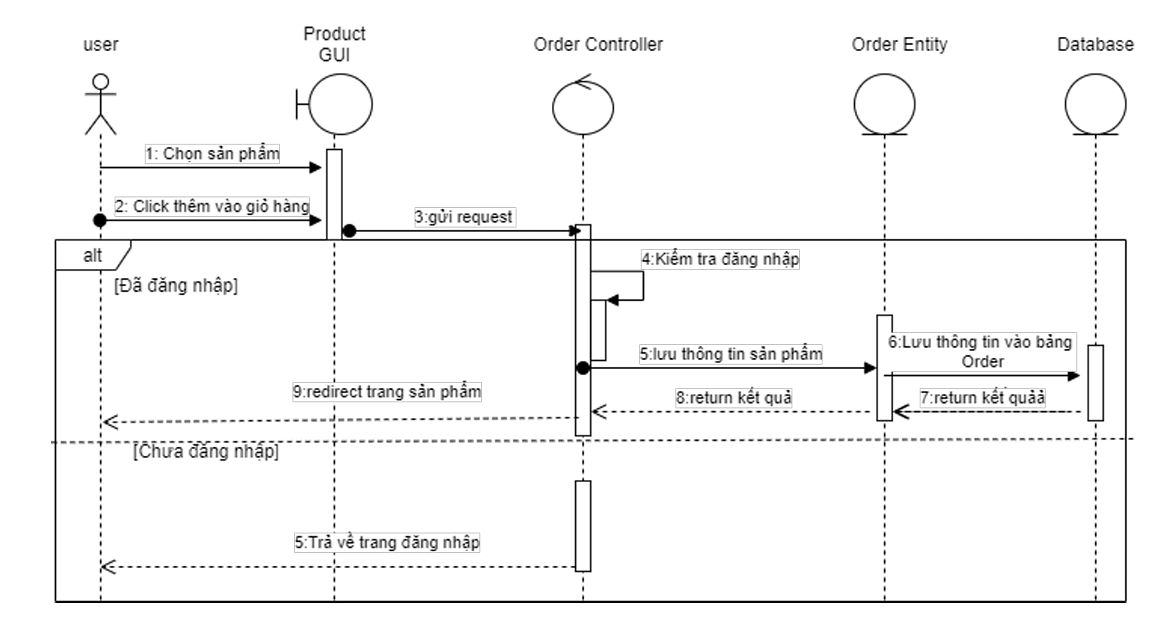 user
Product
GUI
Order Controller
Order Entity
Database
1: Chọn sản phẩm
2: Click thêm vào giỏ hàng
3:gửi request
alt
4:Kiểm tra đăng nhập
[Đã đăng nhập]
5:lưu thông tin sản phẩm
6:Lưu thông tin vào bảng
Order
9:redirect trang sản phẩm
8:return kết quả
7:return kết quảả
[Chưa đăng nhập]
5:Trả về trang đăng nhập